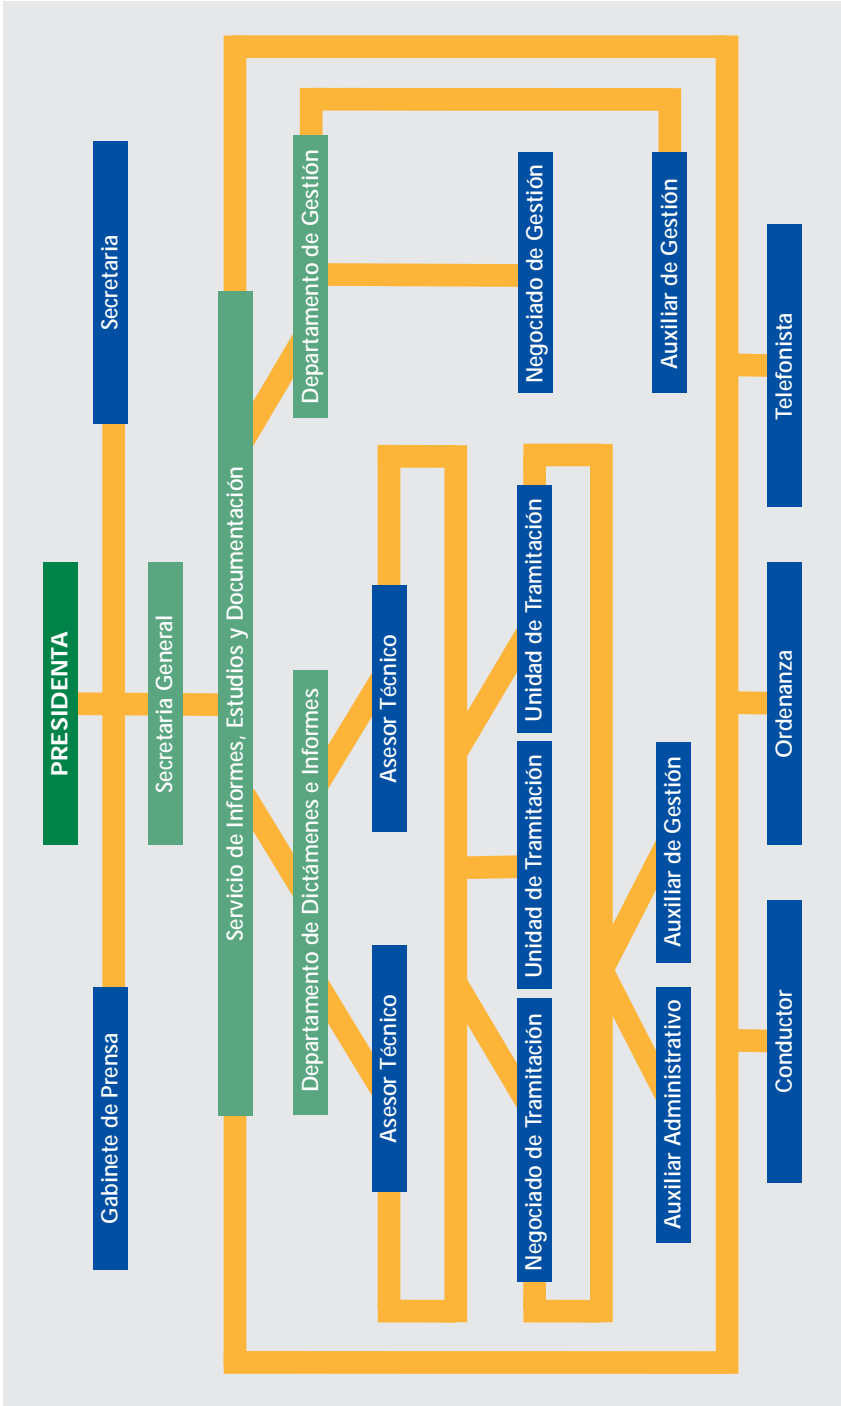 PRESIDENTA
Gabinete de Prensa
Secretaria
Secretaria General
Servicio de Informes, Estudios y Documentación
Departamento de Dictámenes e Informes
Departamento de Gestión
Asesor Técnico
Asesor Técnico
Negociado de Tramitación
Unidad de Tramitación
Unidad de Tramitación
Negociado de Gestión
Auxiliar Administrativo
Auxiliar de Gestión
Auxiliar de Gestión
Conductor
Ordenanza
Telefonista